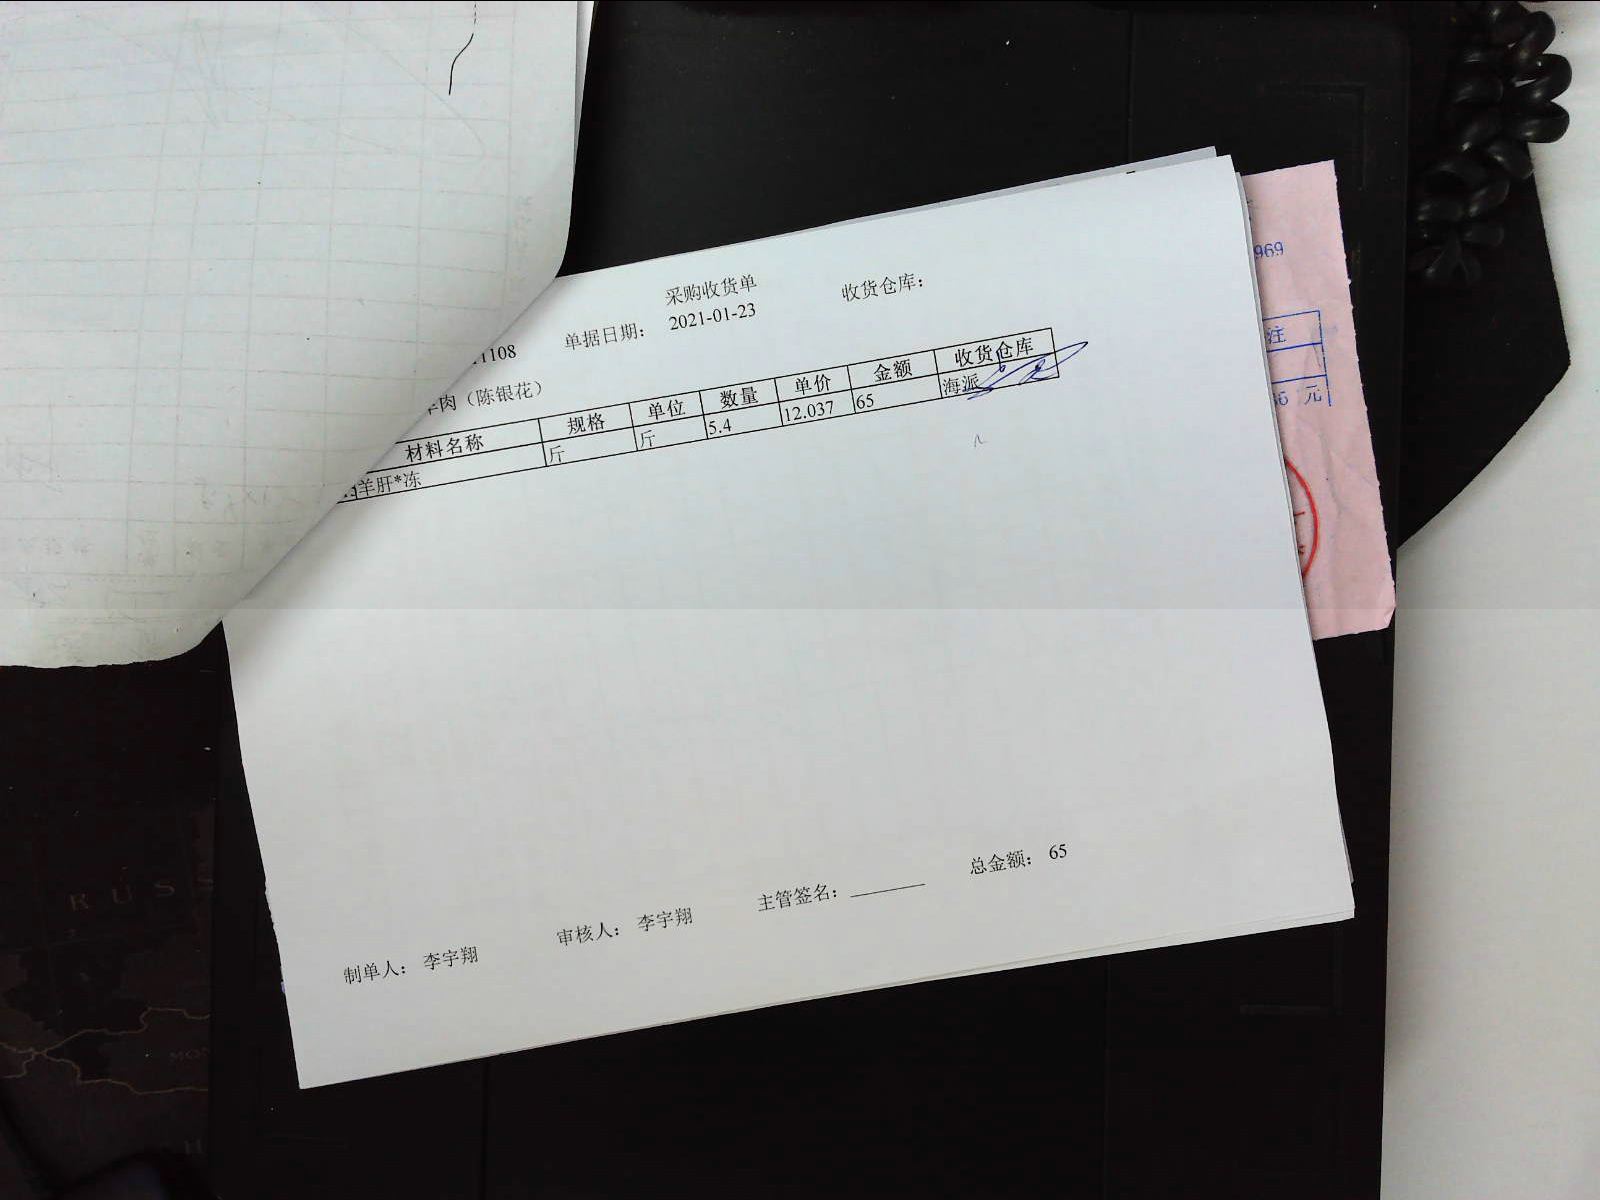 采购收货单
1108 单据日期： 2021-01-23 收货仓库：
肉（陈银花）
材料名称 规格 单位 数量 单价 金额 收货仓库
羊肝*冻 斤 斤 5.4 12.037 65 海派
总金额： 65
制单人： 李宇翔 审核人： 李宇翔 主管签名：
969
注
元
RUSS